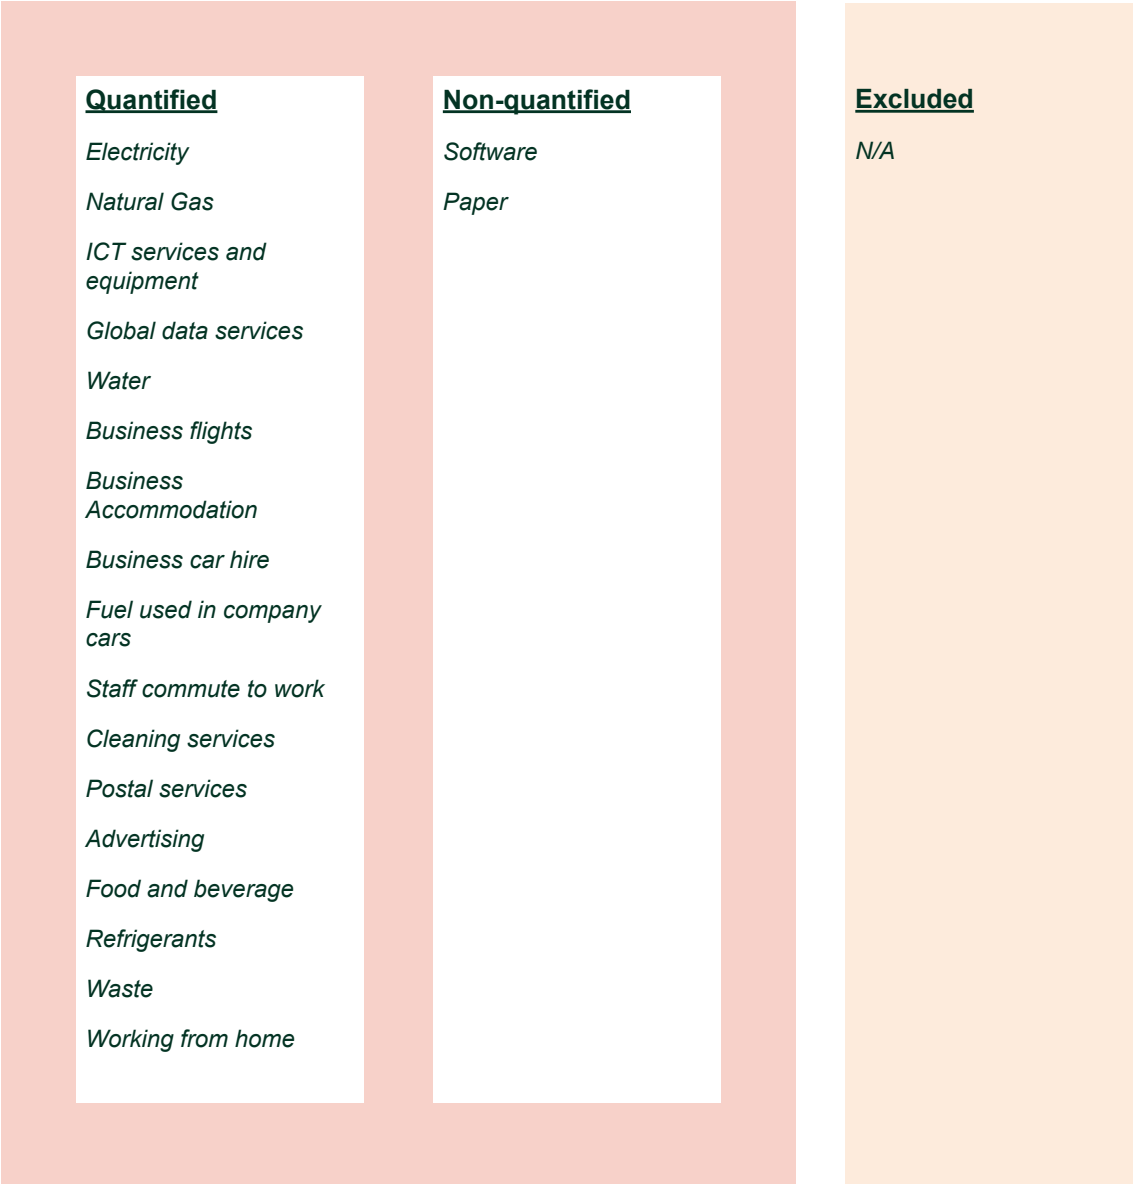 Quantified
Electricity
Natural Gas
ICT services and
equipment
Global data services
Water
Business flights
Business
Accommodation
Business car hire
Fuel used in company
cars
Staff commute to work
Cleaning services
Postal services
Advertising
Food and beverage
Refrigerants
Waste
Working from home
Non-quantified
Software
Paper
Excluded
N/A